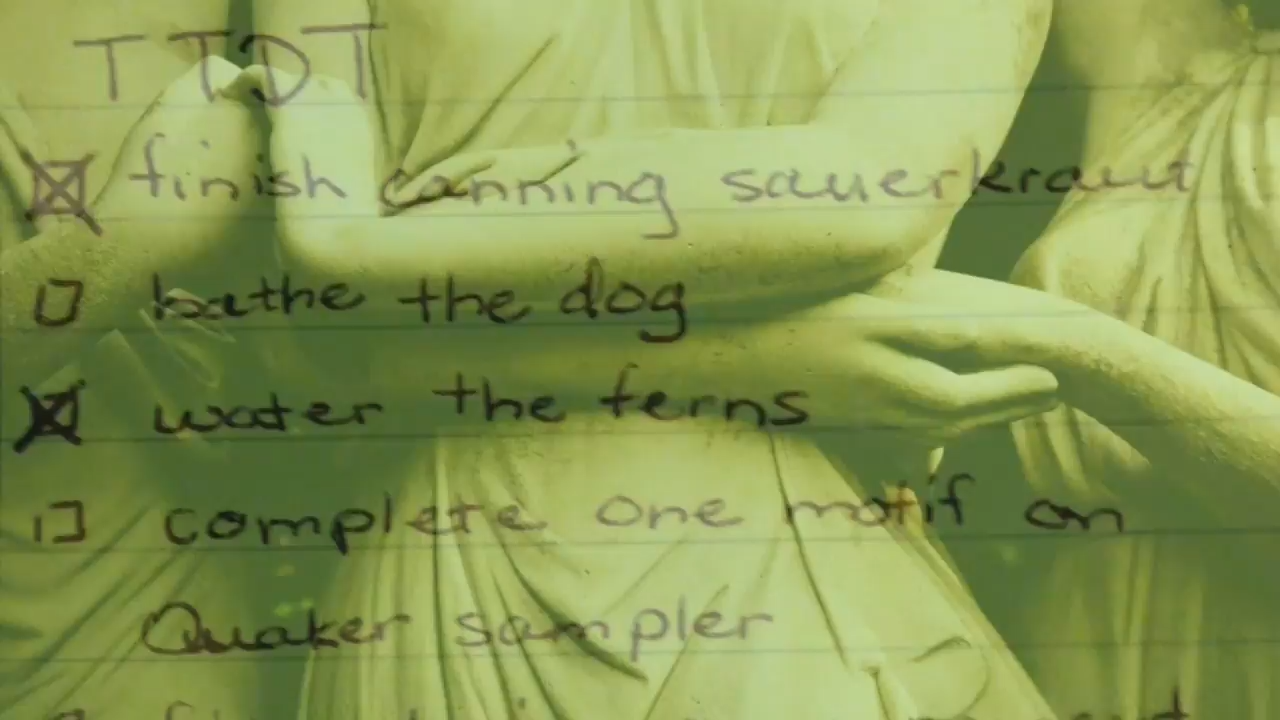 TTDT
finish canning sauerkraut
bathe the dog
water the ferns
complete one motif on
Quaker sampler